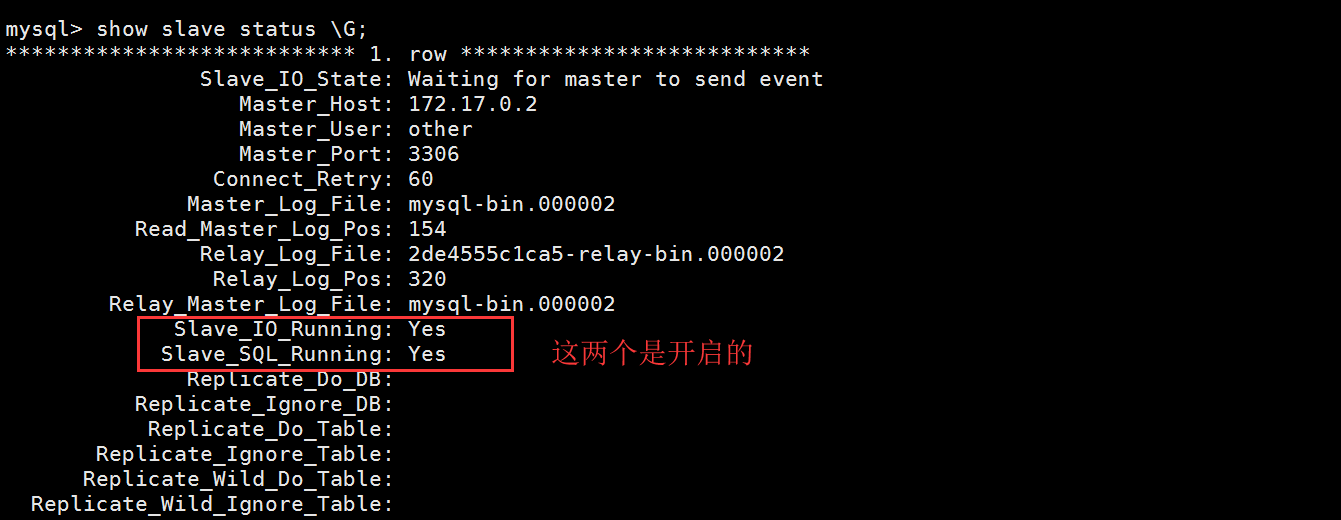 mysql> show slave status \G;
*************************** 1. row ***************************
Slave_IO_State: Waiting for master to send event
Master_Host: 172.17.0.2
Master_User: other
Master_Port: 3306
Connect_Retry: 60
Master_Log_File: mysql-bin.000002
Read_Master_Log_Pos: 154
Relay_Log_File: 2de4555c1ca5-relay-bin.000002
Relay_Log_Pos: 320
Relay_Master_Log_File: mysql-bin.000002
Slave_IO_Running: Yes
Slave_SQL_Running: Yes
这两个是开启的
Replicate_Do_DB:
Replicate_Ignore_DB:
Replicate_Do_Table:
Replicate_Ignore_Table:
Replicate_Wild_Do_Table:
Replicate_Wild_Ignore_Table: